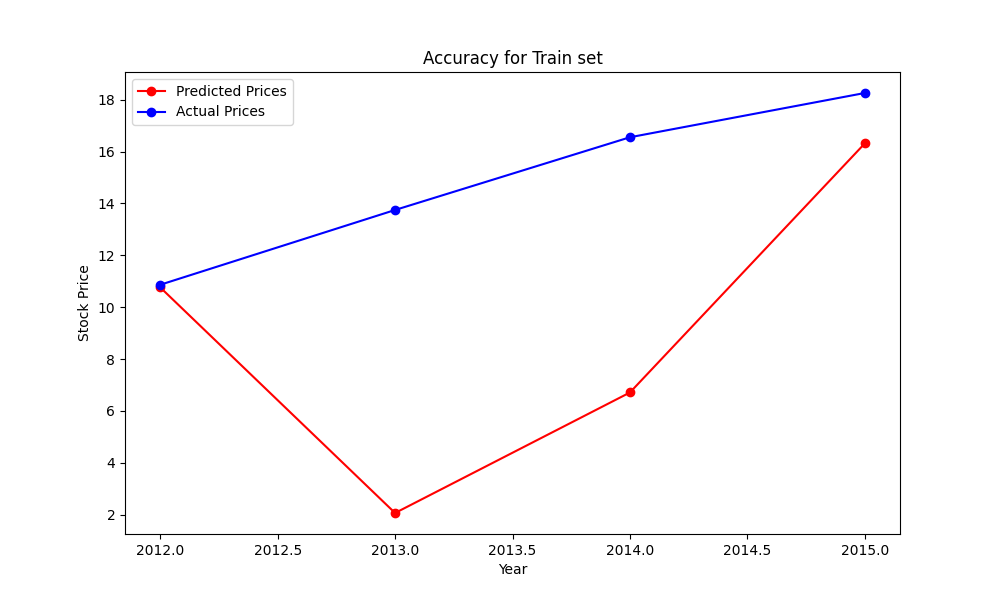 Accuracy for Train set
Predicted Prices
Actual Prices
18
16
14
12
10
8
6
4
2
Stock Price
2012.0 2012.5 2013.0 2013.5 2014.0 2014.5 2015.0
Year